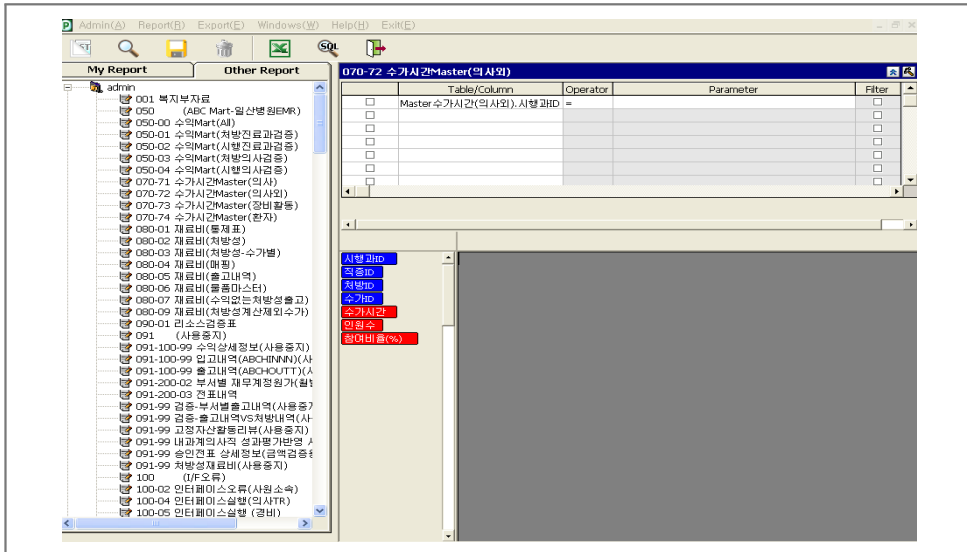 Admin(A) Report(R) Export(E) Windows(W) Help(H) Exit(E)
SQL
My Report Other Report
admin
001 복지부자료
050 (ABC Mart-일산병원EMR)
050-00 수익Mart(All)
050-01 수익Mart(처방진료과검증)
050-02 수익Mart(시행진료과검증)
050-03 수익Mart(처방의사검증)
050-04 수익Mart(시행의사검증)
070-71 수가시간Master(의사)
070-72 수가시간Master(의사외)
070-73 수가시간Master(장비활동)
070-74 수가시간Master(환자)
080-01 재료비(통제표)
080-02 재료비(처방성)
080-03 재료비(처방성-수가별)
080-04 재료비(매핑)
080-05 재료비(출고내역)
080-06 재료비(물품마스터)
080-07 재료비(수익없는처방성출고)
080-09 재료비(처방성계산제외수가)
090-01 리소스검증표
091 (사용중지)
091-100-99 수익상세정보(사용중지)
091-100-99 입고내역(ABCHINNN)(사
091-100-99 출고내역(ABCHOUTT)(사
091-200-02 부서별 재무계정원가(월별
091-200-03 전표내역
091-99 검증-부서별출고내역(사용중지
091-99 검증-출고내역VS처방내역(사
091-99 고정자산활동리뷰(사용중지)
091-99 내과계의사직 성과평가반영 시
091-99 승인전표 상세정보(금액검증용
091-99 처방성재료비(사용중지)
100 (I/F오류)
100-02 인터페이스오류(사원소속)
100-04 인터페이스실행(의사TR)
100-05 인터페이스실행 (경비)
070-72 수가시간Master(의사외)
Table/Column Operator Parameter Filter
Master수가시간(의사외).시행과ID =
시행과ID
직종ID
처방ID
수가ID
수가시간
인원수
참여비율(%)